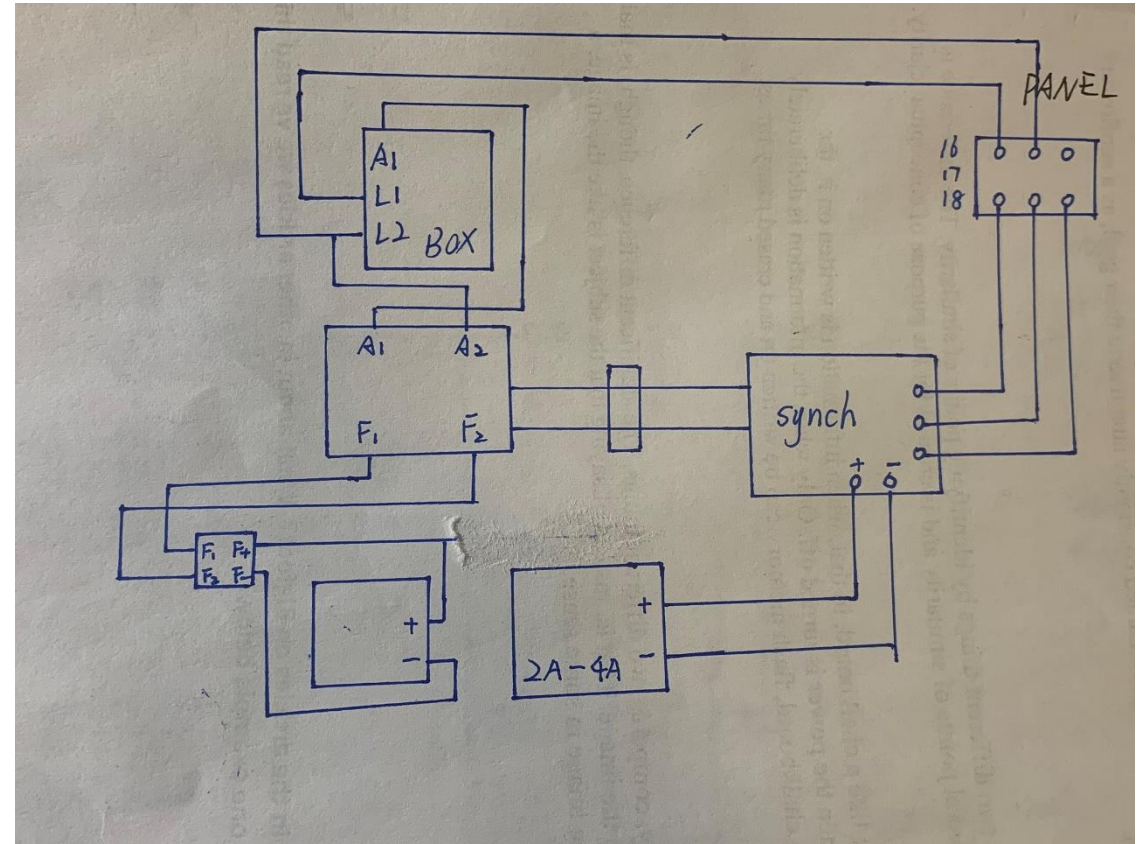 PANEL
16
17
18
A1
L1
L2 BOX
A1 A2
F1 F2
synch
+ -
F1 F+
F2 F-
+
-
+
2A-4A -